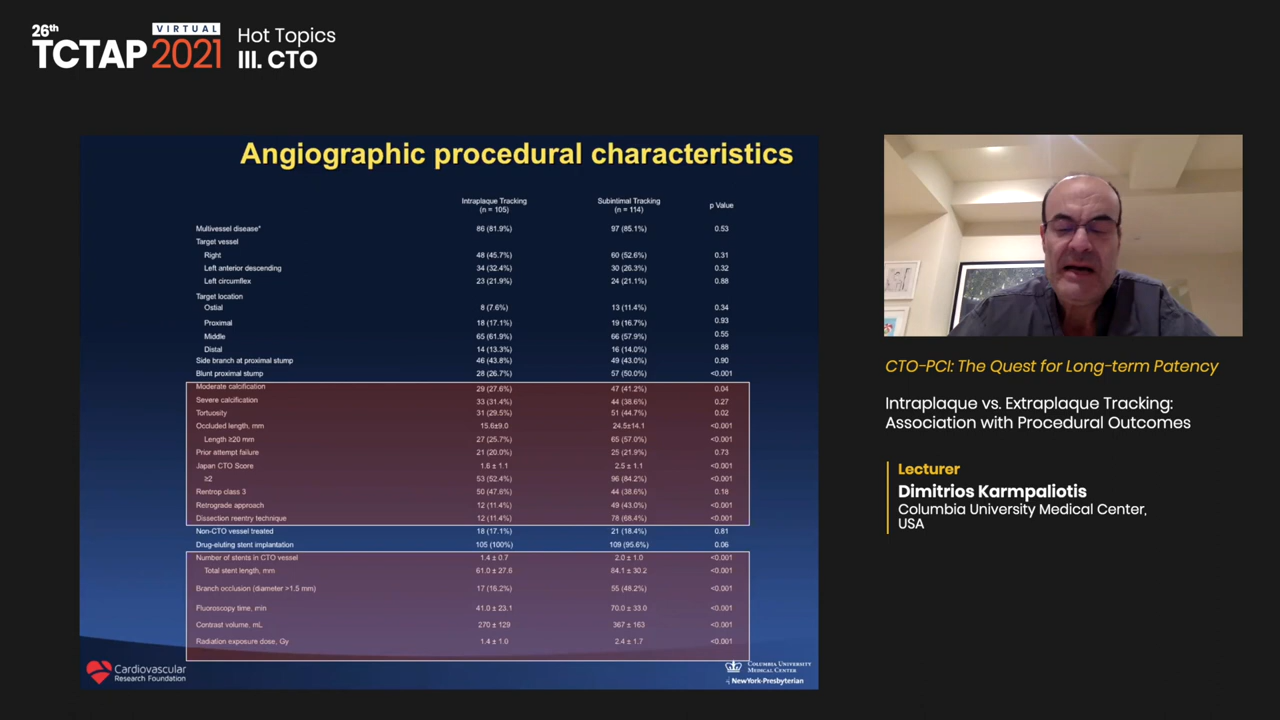 26th
VIRTUAL
TCTAP 2021
Hot Topics
III. CTO
Angiographic procedural characteristics
Intraplaque Tracking (n = 105) Subintimal Tracking (n = 114) p Value
Multivessel disease* 86 (81.9%) 97 (85.1%) 0.53
Target vessel
Right 48 (45.7%) 60 (52.6%) 0.31
Left anterior descending 34 (32.4%) 30 (26.3%) 0.32
Left circumflex 23 (21.9%) 24 (21.1%) 0.88
Target location
Ostial 8 (7.6%) 13 (11.4%) 0.34
Proximal 18 (17.1%) 19 (16.7%) 0.93
Middle 65 (61.9%) 66 (57.9%) 0.55
Distal 14 (13.3%) 16 (14.0%) 0.88
Side branch at proximal stump 46 (43.8%) 49 (43.0%) 0.90
Blunt proximal stump 28 (26.7%) 57 (50.0%) <0.001
Moderate calcification 29 (27.6%) 47 (41.2%) 0.04
Severe calcification 33 (31.4%) 44 (38.6%) 0.27
Tortuosity 31 (29.5%) 51 (44.7%) 0.02
Occluded length, mm 15.6±9.0 24.5±14.1 <0.001
Length ≥20 mm 27 (25.7%) 65 (57.0%) <0.001
Prior attempt failure 21 (20.0%) 25 (21.9%) 0.73
Japan CTO Score 1.6 ± 1.1 2.5 ± 1.1 <0.001
≥2 53 (52.4%) 96 (84.2%) <0.001
Rentrop class 3 50 (47.6%) 44 (38.6%) 0.18
Retrograde approach 12 (11.4%) 49 (43.0%) <0.001
Dissection reentry technique 12 (11.4%) 78 (68.4%) <0.001
Non-CTO vessel treated 18 (17.1%) 21 (18.4%) 0.81
Drug-eluting stent implantation 105 (100%) 109 (95.6%) 0.06
Number of stents in CTO vessel 1.4 ± 0.7 2.0 ± 1.0 <0.001
Total stent length, mm 61.0 ± 27.6 84.1 ± 30.2 <0.001
Branch occlusion (diameter >1.5 mm) 17 (16.2%) 55 (48.2%) <0.001
Fluoroscopy time, min 41.0 ± 23.1 70.0 ± 33.0 <0.001
Contrast volume, mL 270 ± 129 367 ± 163 <0.001
Radiation exposure dose, Gy 1.4 ± 1.0 2.4 ± 1.7 <0.001
Cardiovascular
Research Foundation
COLUMBIA UNIVERSITY
MEDICAL CENTER
NewYork-Presbyterian
CTO-PCI: The Quest for Long-term Patency
Intraplaque vs. Extraplaque Tracking:
Association with Procedural Outcomes
Lecturer
Dimitrios Karmpaliotis
Columbia University Medical Center,
USA